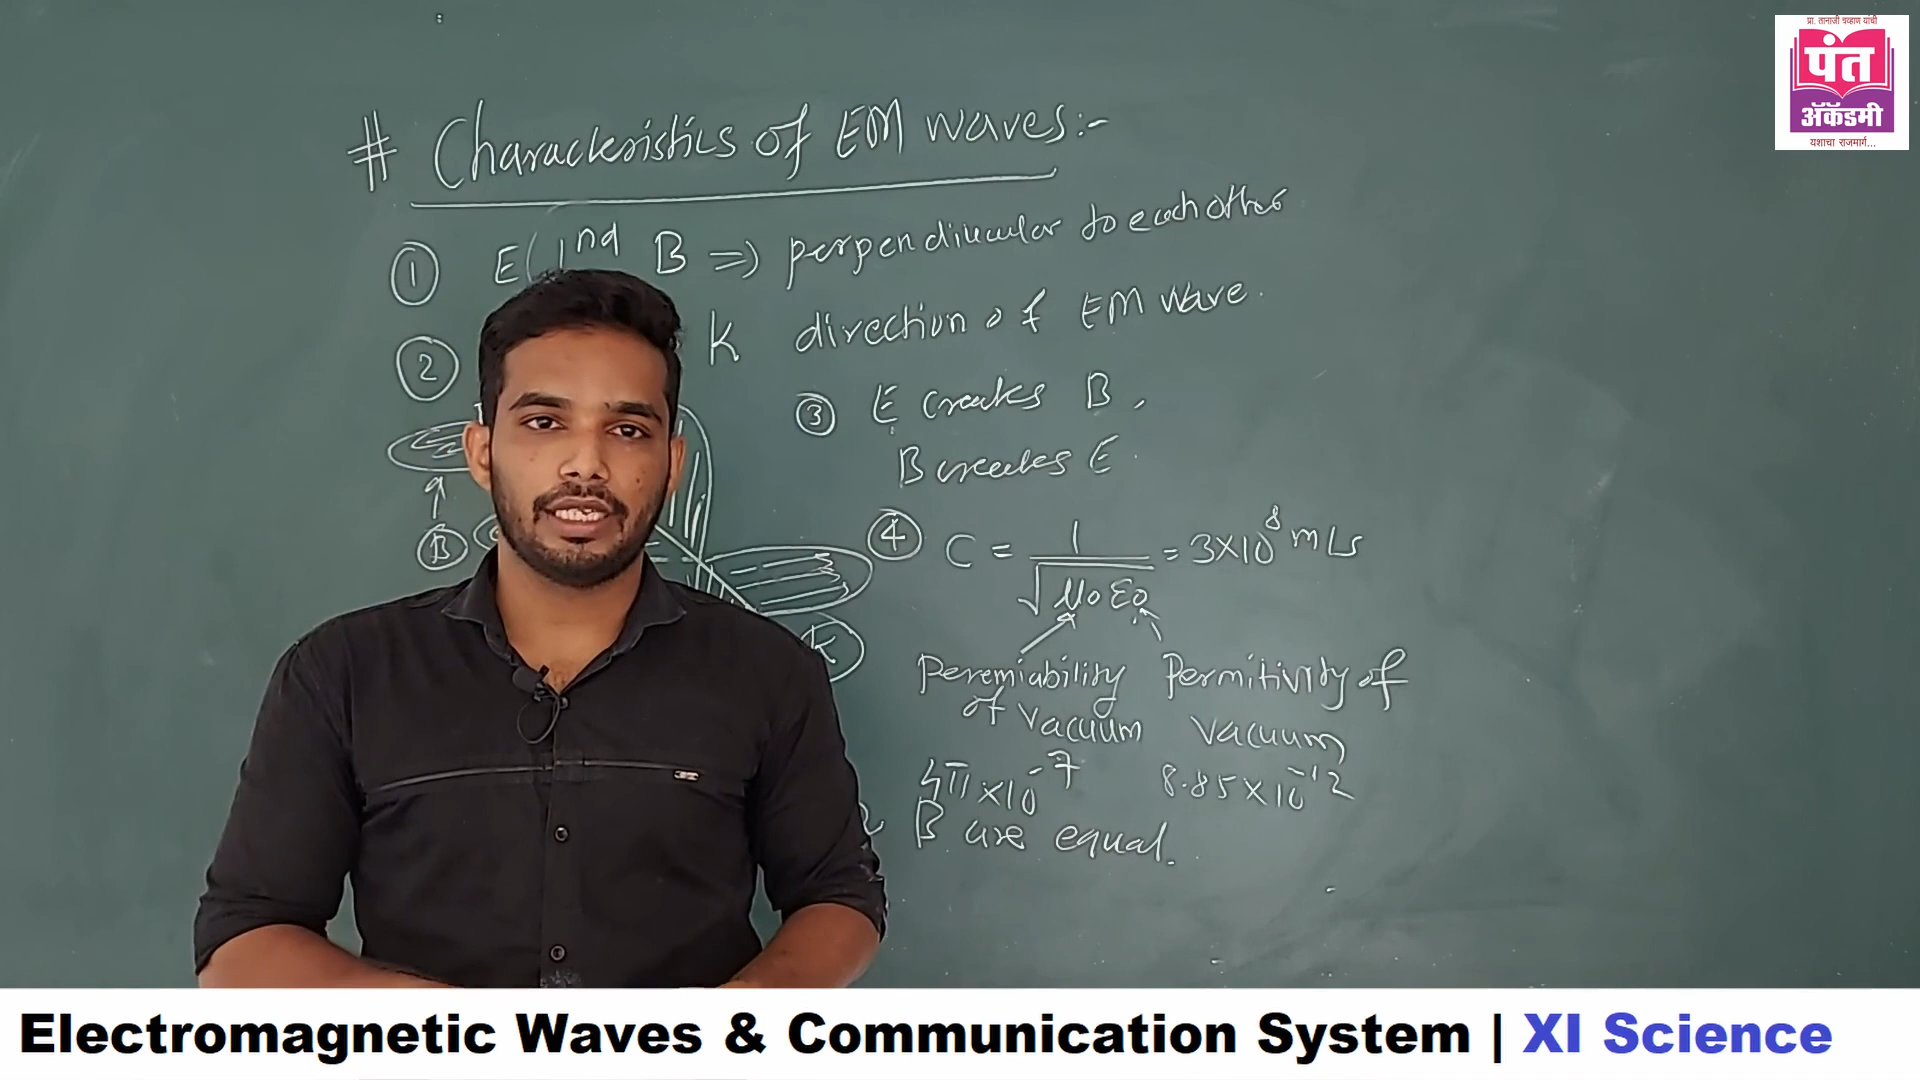 प्रा. तानाजी चव्हाण यांची
पंत
अ‍ॅकॅडमी
यशाचा राजमार्ग...
# Characteristics of EM waves:-
① E and B => perpendicular to each other
② K direction of EM wave.
③ E creates B,
B creates E.
B
K
④ C = 1 / √μ₀ε₀ = 3×10⁸ m/s
Peremiability Permitivity of
of vacuum vacuum
4π×10⁻⁷ 8.85×10⁻¹²
B are equal.
Electromagnetic Waves & Communication System | XI Science